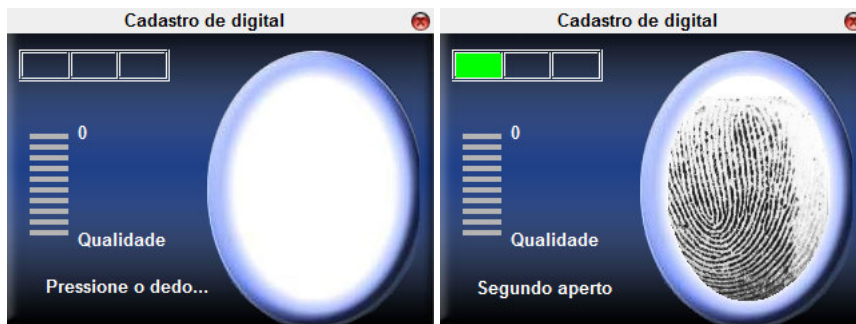 Cadastro de digital
0
Qualidade
Pressione o dedo...
Cadastro de digital
0
Qualidade
Segundo aperto